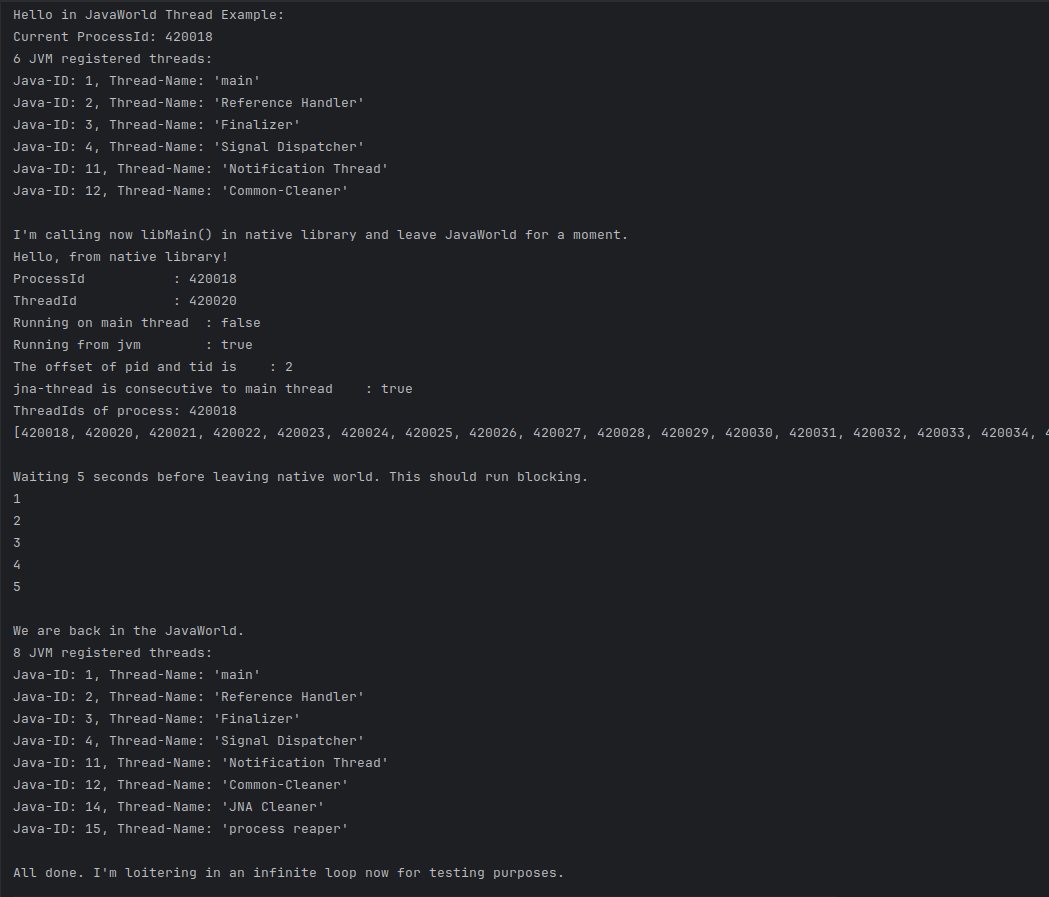 Hello in JavaWorld Thread Example:
Current ProcessId: 420018
6 JVM registered threads:
Java-ID: 1, Thread-Name: 'main'
Java-ID: 2, Thread-Name: 'Reference Handler'
Java-ID: 3, Thread-Name: 'Finalizer'
Java-ID: 4, Thread-Name: 'Signal Dispatcher'
Java-ID: 11, Thread-Name: 'Notification Thread'
Java-ID: 12, Thread-Name: 'Common-Cleaner'
I'm calling now libMain() in native library and leave JavaWorld for a moment.
Hello, from native library!
ProcessId           : 420018
ThreadId            : 420020
Running on main thread  : false
Running from jvm        : true
The offset of pid and tid is    : 2
jna-thread is consecutive to main thread    : true
ThreadIds of process: 420018
[420018, 420020, 420021, 420022, 420023, 420024, 420025, 420026, 420027, 420028, 420029, 420030, 420031, 420032, 420033, 420034,
Waiting 5 seconds before leaving native world. This should run blocking.
1
2
3
4
5
We are back in the JavaWorld.
8 JVM registered threads:
Java-ID: 1, Thread-Name: 'main'
Java-ID: 2, Thread-Name: 'Reference Handler'
Java-ID: 3, Thread-Name: 'Finalizer'
Java-ID: 4, Thread-Name: 'Signal Dispatcher'
Java-ID: 11, Thread-Name: 'Notification Thread'
Java-ID: 12, Thread-Name: 'Common-Cleaner'
Java-ID: 14, Thread-Name: 'JNA Cleaner'
Java-ID: 15, Thread-Name: 'process reaper'
All done. I'm loitering in an infinite loop now for testing purposes.